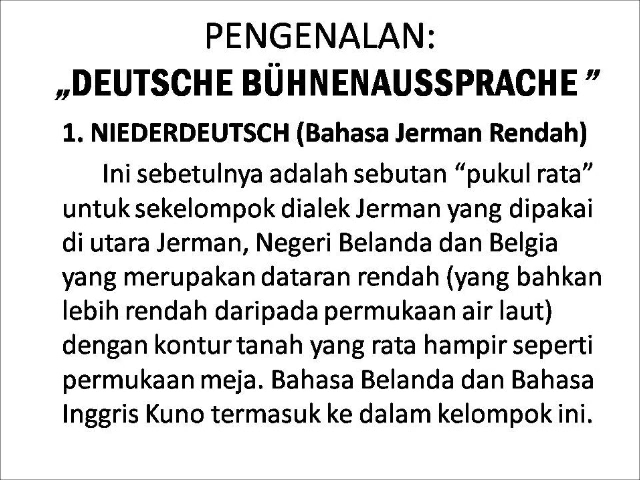 PENGENALAN:
„DEUTSCHE BÜHNENAUSSPRACHE ”
1. NIEDERDEUTSCH (Bahasa Jerman Rendah)
Ini sebetulnya adalah sebutan “pukul rata”
untuk sekelompok dialek Jerman yang dipakai
di utara Jerman, Negeri Belanda dan Belgia
yang merupakan dataran rendah (yang bahkan
lebih rendah daripada permukaan air laut)
dengan kontur tanah yang rata hampir seperti
permukaan meja. Bahasa Belanda dan Bahasa
Inggris Kuno termasuk ke dalam kelompok ini.